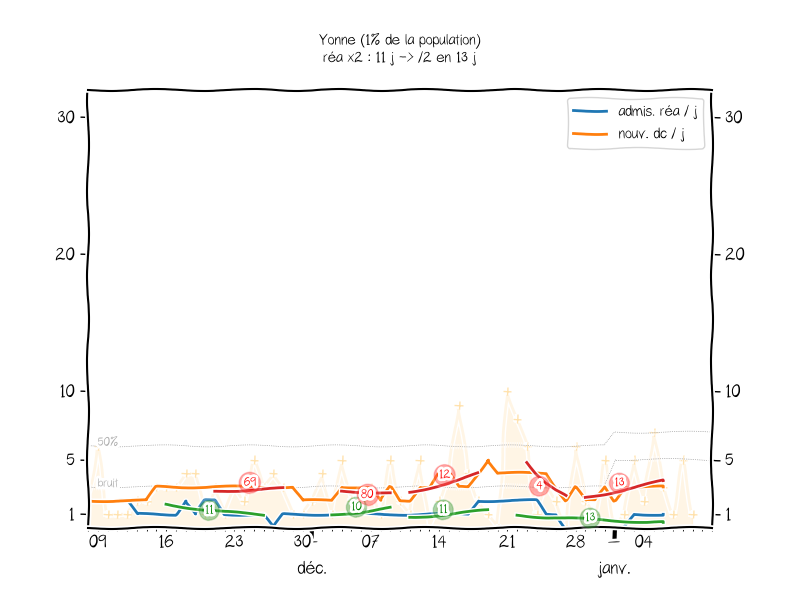 Yonne (1% de la population)
réa x2 : 11 j -> /2 en 13 j
admis. réa / j
nouv. dc / j
30
30
20
20
10
10
50%
5
5
bruit
1
1
69
80
12
4
13
11
10
11
13
09 16 23 30 07 14 21 28 04
déc. janv.